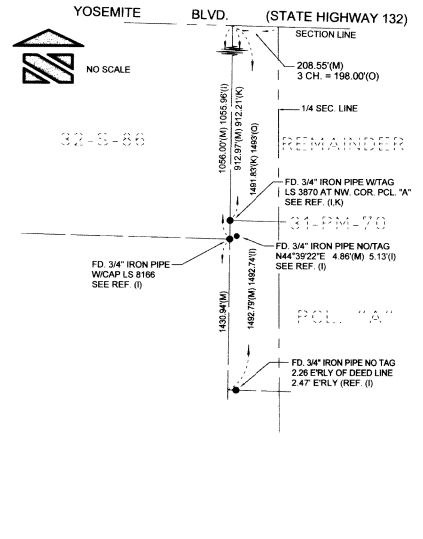 YOSEMITE BLVD. (STATE HIGHWAY 132)
SECTION LINE
NO SCALE
208.55'(M)
3 CH. = 198.00'(O)
1/4 SEC. LINE
32-S-86
REMAINDER
1056.00'(M) 1055.96'(I)
912.97'(M) 912.21'(K)
1491.83'(K) 1493'(O)
FD. 3/4" IRON PIPE W/TAG
LS 3870 AT NW. COR. PCL. "A"
SEE REF. (I,K)
31-PM-70
FD. 3/4" IRON PIPE NO/TAG
N44°39'22"E 4.86'(M) 5.13'(I)
SEE REF. (I)
FD. 3/4" IRON PIPE
W/CAP LS 8166
SEE REF. (I)
1430.94'(M)
1492.79'(M) 1492.74'(I)
PCL. "A"
FD. 3/4" IRON PIPE NO TAG
2.26 E'RLY OF DEED LINE
2.47' E'RLY (REF. (I)